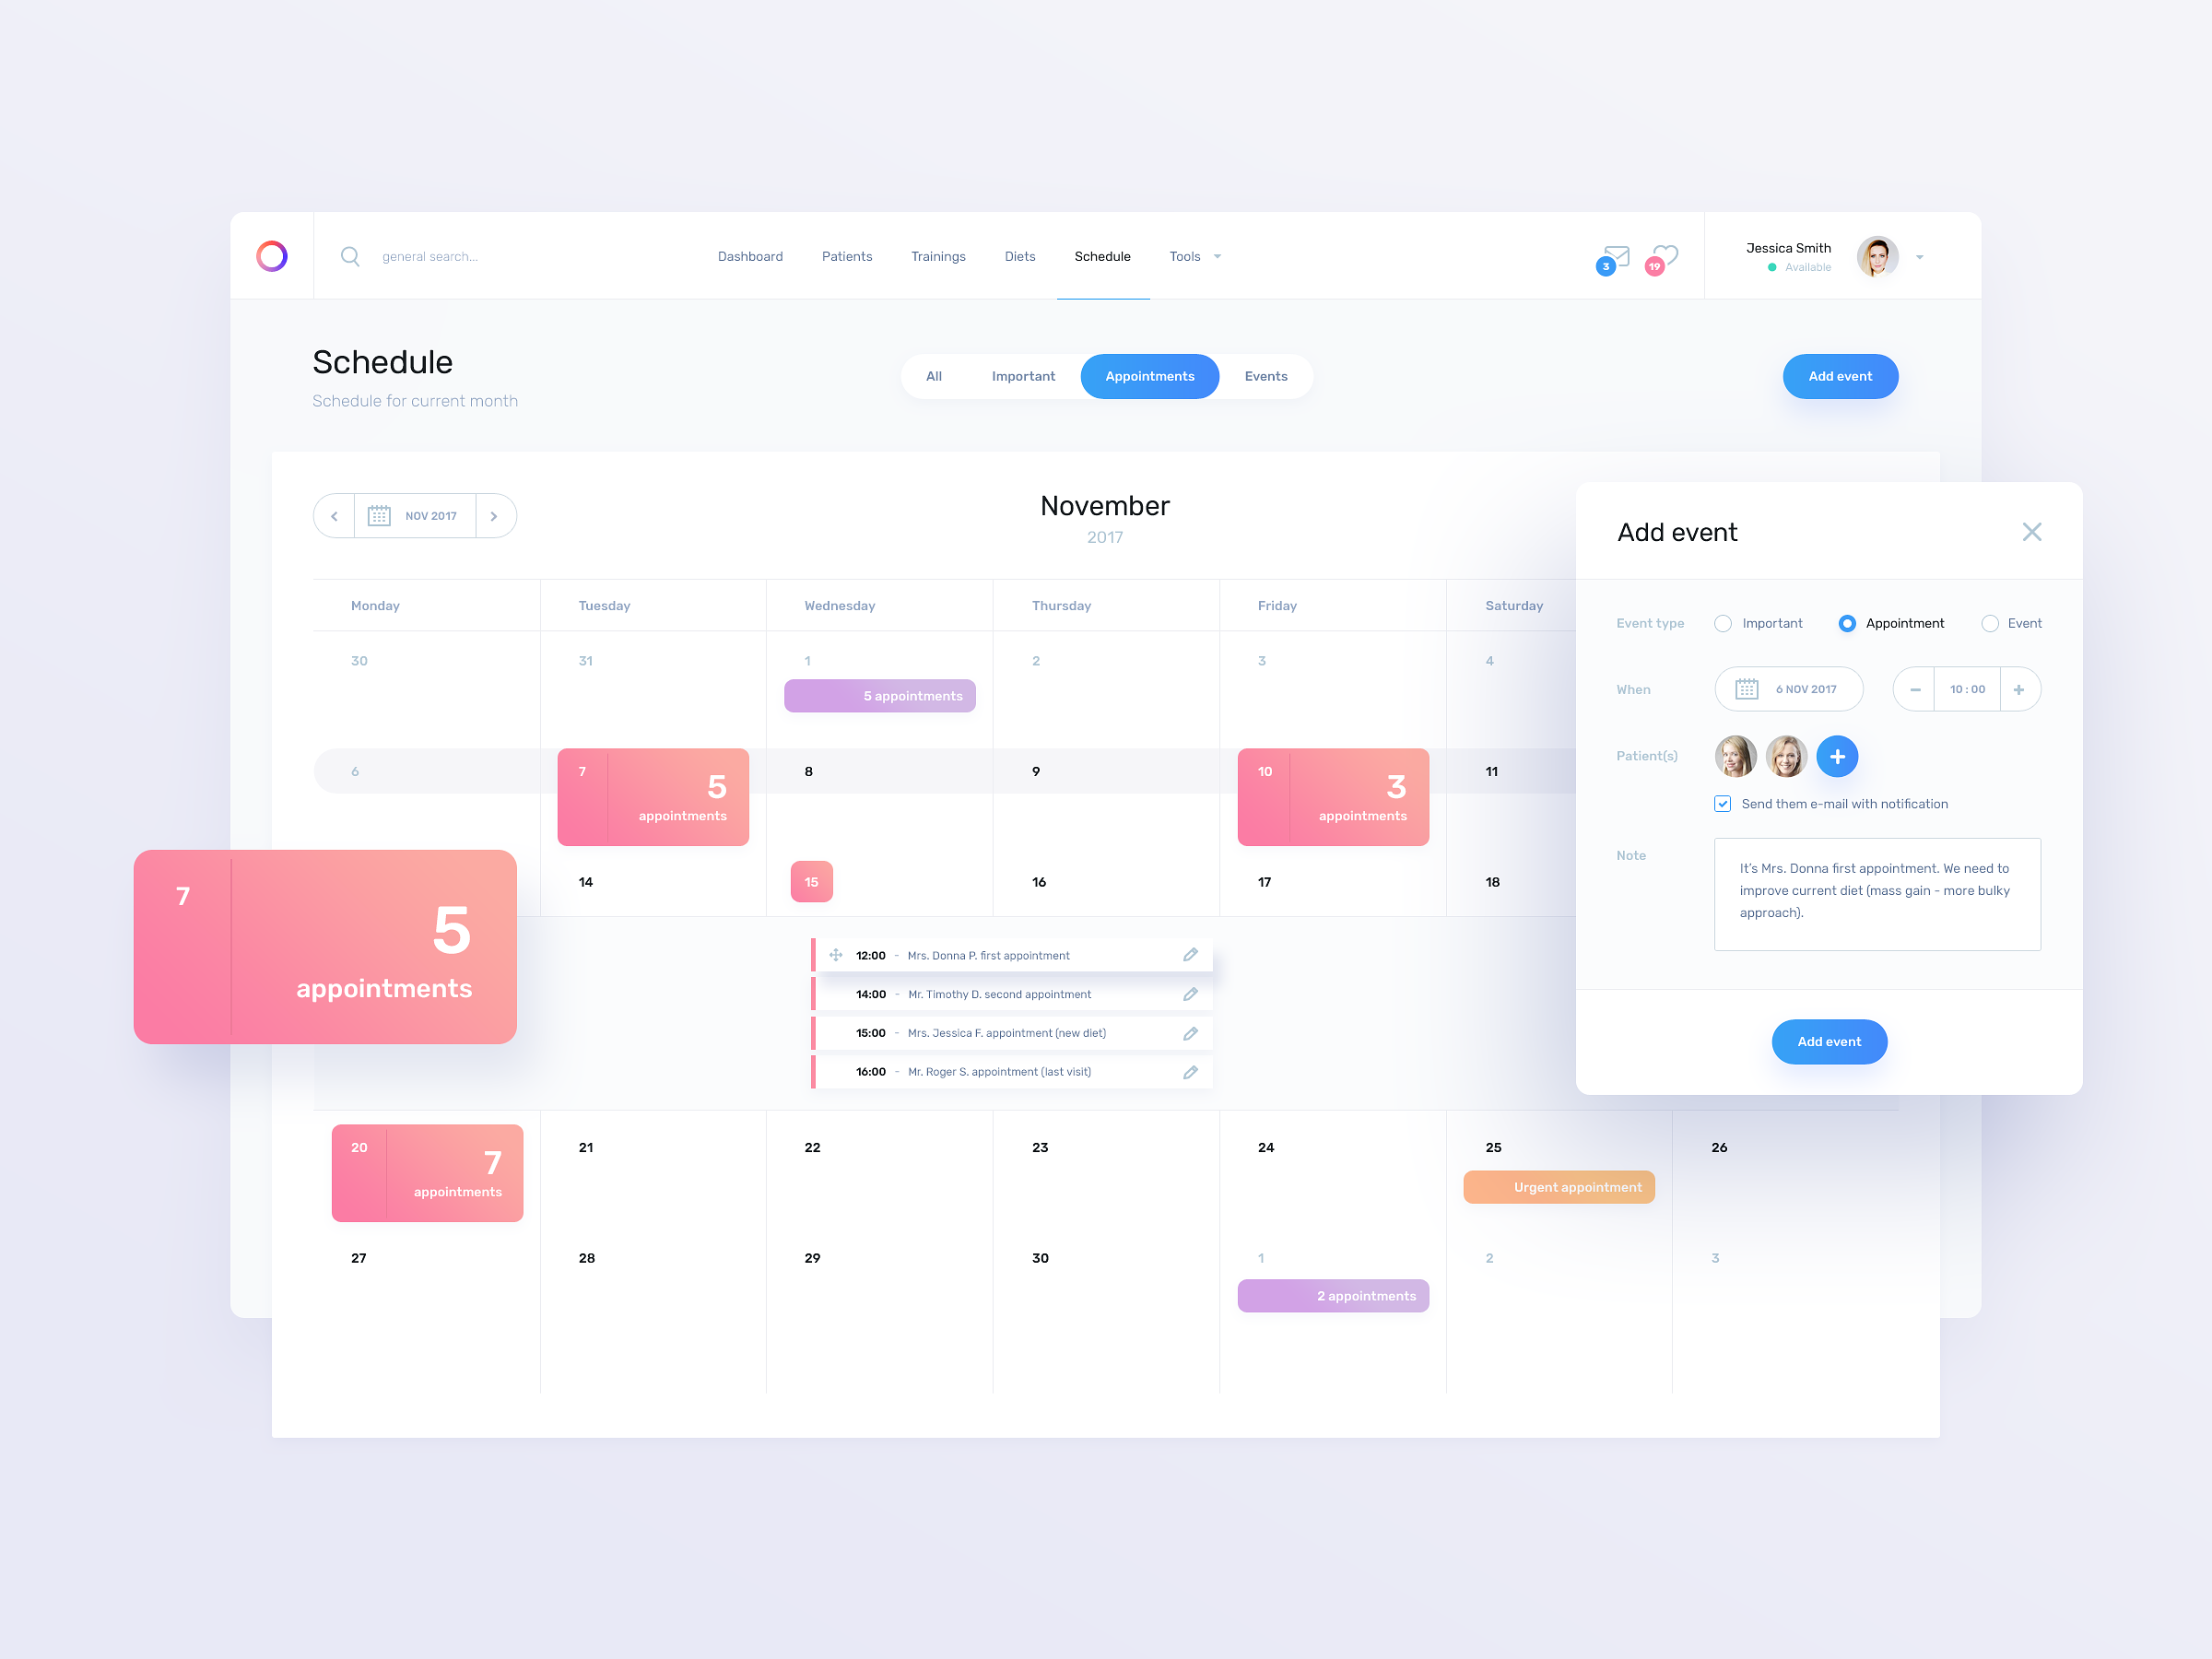 general search...
Dashboard
Patients
Trainings
Diets
Schedule
Tools
3
19
Jessica Smith
Available
Schedule
Schedule for current month
All
Important
Appointments
Events
Add event
NOV 2017
November
2017
Monday
Tuesday
Wednesday
Thursday
Friday
Saturday
30
31
1
2
3
4
5 appointments
6
7
5
appointments
8
9
10
3
appointments
11
7
5
appointments
14
15
16
17
18
12:00 - Mrs. Donna P. first appointment
14:00 - Mr. Timothy D. second appointment
15:00 - Mrs. Jessica F. appointment (new diet)
16:00 - Mr. Roger S. appointment (last visit)
20
7
appointments
21
22
23
24
25
26
Urgent appointment
27
28
29
30
1
2
3
2 appointments
Add event
Event type
Important
Appointment
Event
When
6 NOV 2017
10 : 00
Patient(s)
Send them e-mail with notification
Note
It's Mrs. Donna first appointment. We need to
improve current diet (mass gain - more bulky
approach).
Add event